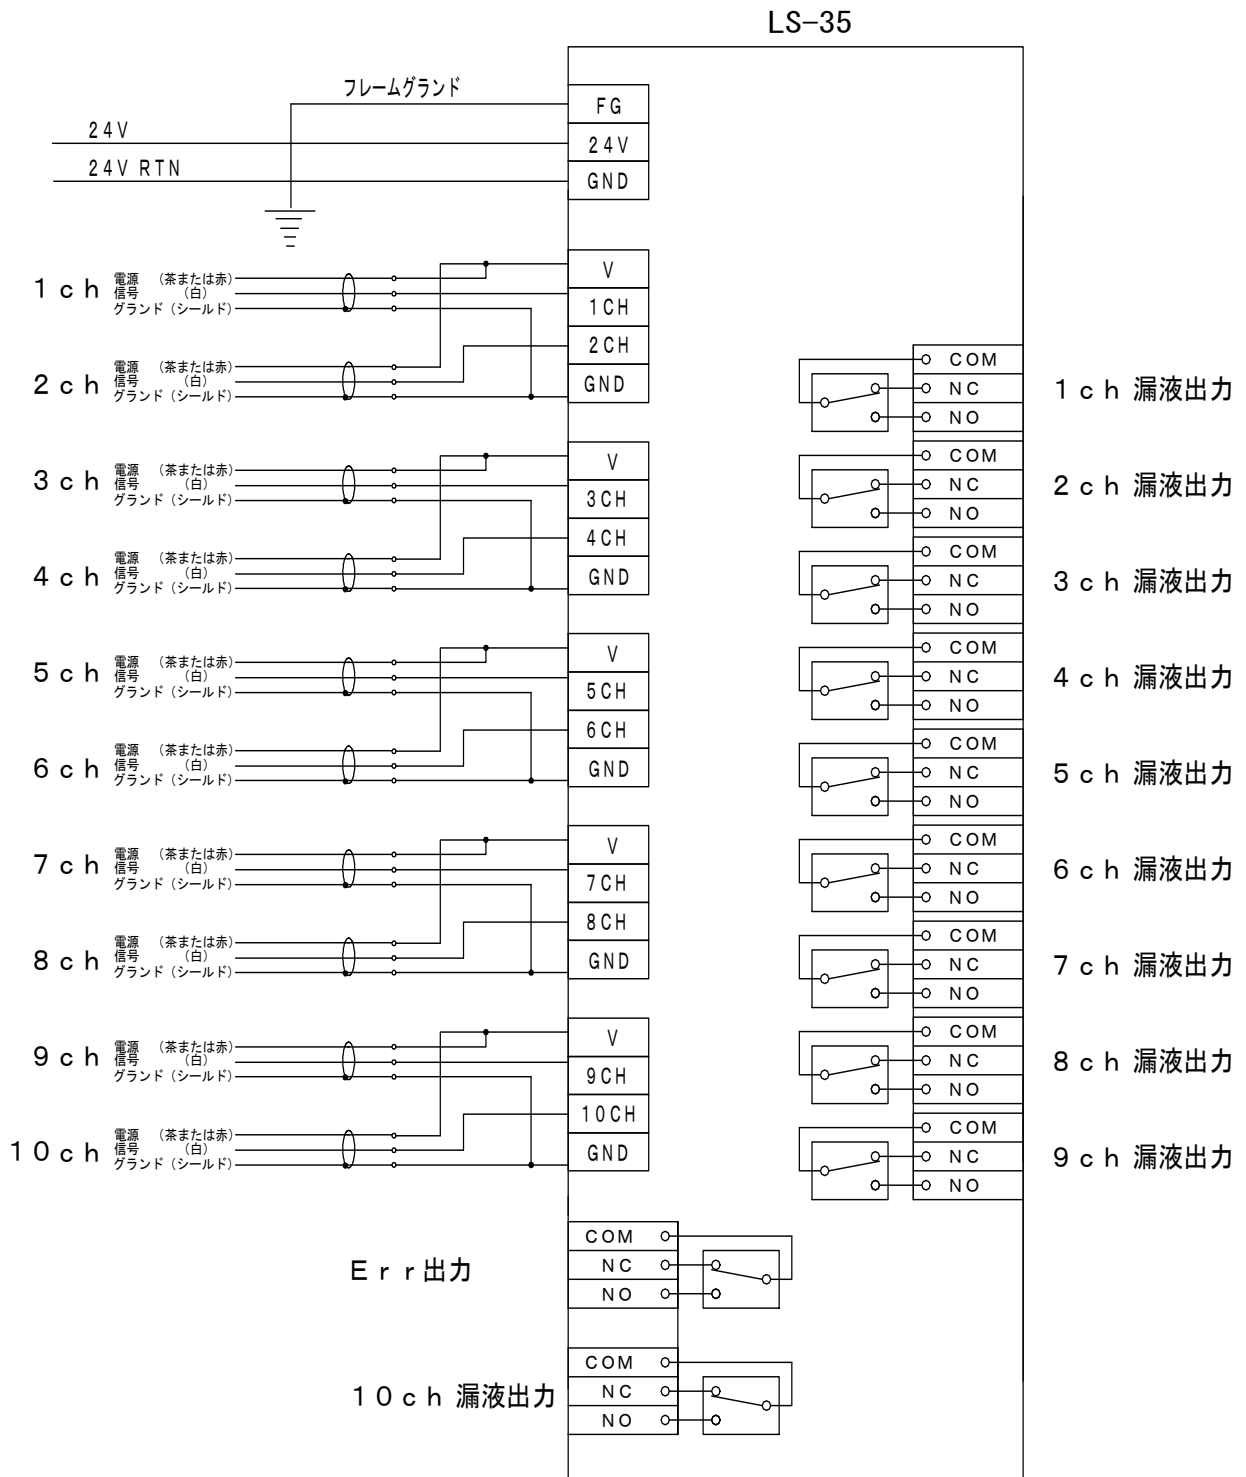 LS-35
フレームグランド
FG
24V
24V
24V RTN
GND
1ch
電源 (茶または赤)
信号 (白)
グランド(シールド)
V
1CH
2CH
GND
2ch
電源 (茶または赤)
信号 (白)
グランド(シールド)
3ch
電源 (茶または赤)
信号 (白)
グランド(シールド)
V
3CH
4CH
GND
4ch
電源 (茶または赤)
信号 (白)
グランド(シールド)
5ch
電源 (茶または赤)
信号 (白)
グランド(シールド)
V
5CH
6CH
GND
6ch
電源 (茶または赤)
信号 (白)
グランド(シールド)
7ch
電源 (茶または赤)
信号 (白)
グランド(シールド)
V
7CH
8CH
GND
8ch
電源 (茶または赤)
信号 (白)
グランド(シールド)
9ch
電源 (茶または赤)
信号 (白)
グランド(シールド)
V
9CH
10CH
GND
10ch
電源 (茶または赤)
信号 (白)
グランド(シールド)
COM
NC
NO
1ch 漏液出力
COM
NC
NO
2ch 漏液出力
COM
NC
NO
3ch 漏液出力
COM
NC
NO
4ch 漏液出力
COM
NC
NO
5ch 漏液出力
COM
NC
NO
6ch 漏液出力
COM
NC
NO
7ch 漏液出力
COM
NC
NO
8ch 漏液出力
COM
NC
NO
9ch 漏液出力
Err出力
COM
NC
NO
10ch 漏液出力
COM
NC
NO